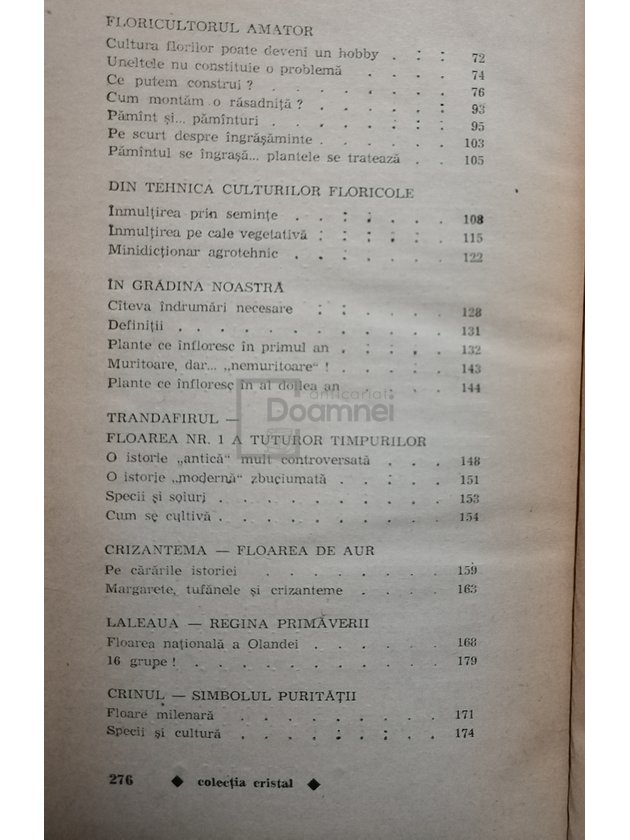 FLORICULTORUL AMATOR
Cultura florilor poate deveni un hobby . : : 72
Uneltele nu constituie o problemă . . . . 74
Ce putem construi ? . . . . . . . 76
Cum montăm o răsadniță ? . . . . . . 93
Pămînt și... pămînturi . . . . . . . 95
Pe scurt despre îngrășăminte . . . . . . 103
Pămîntul se îngrașă... plantele se tratează . . 105
DIN TEHNICA CULTURILOR FLORICOLE
Înmulțirea prin semințe . . : ; . . . 108
Înmulțirea pe cale vegetativă : : ; ; . . 115
Minidicționar agrotehnic . . : . . . . 122
ÎN GRĂDINA NOASTRĂ
Cîteva îndrumări necesare : : . . . . 128
Definiții . . . . . . . . . . . 131
Plante ce înfloresc în primul an . : ; . . 132
Muritoare, dar... „nemuritoare“ ! . . . . . 143
Plante ce înfloresc în al doilea an . . . . 144
anticariat
Doamnei
TRANDAFIRUL —
FLOAREA NR. 1 A TUTUROR TIMPURILOR
O istorie „antică“ mult controversată . . . . 148
O istorie „modernă“ zbuciumată . . . . . 151
Specii și soiuri . . . . . . . . . 153
Cum se cultivă . . . . . . . . . 154
CRIZANTEMA — FLOAREA DE AUR
Pe cărările istoriei . . . . . . . . 159
Margarete, tufănele și crizanteme . . . . 163
LALEAUA — REGINA PRIMĂVERII
Floarea națională a Olandei . . . . . . 168
16 grupe ! . . . . . . . . . . 179
CRINUL — SIMBOLUL PURITĂȚII
Floare milenară . . . . . . . . . 171
Specii și cultură . . . . : . : . . 174
276 ◆ colecția cristal ◆